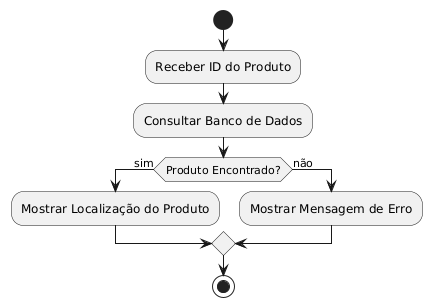 Receber ID do Produto
Consultar Banco de Dados
sim
Produto Encontrado?
não
Mostrar Localização do Produto
Mostrar Mensagem de Erro